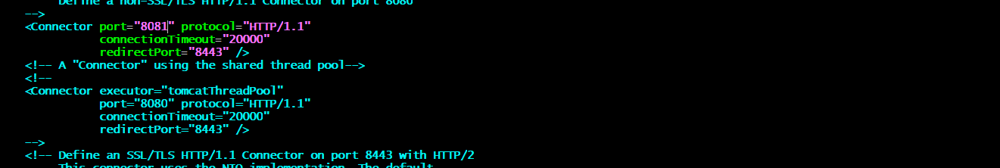 Define a non-SSL/TLS HTTP/1.1 Connector on port 8080
-->
<Connector port="8081" protocol="HTTP/1.1"
connectionTimeout="20000"
redirectPort="8443" />
<!-- A "Connector" using the shared thread pool-->
<!--
<Connector executor="tomcatThreadPool"
port="8080" protocol="HTTP/1.1"
connectionTimeout="20000"
redirectPort="8443" />
-->
<!-- Define an SSL/TLS HTTP/1.1 Connector on port 8443 with HTTP/2
This connector uses the NIO implementation. The default